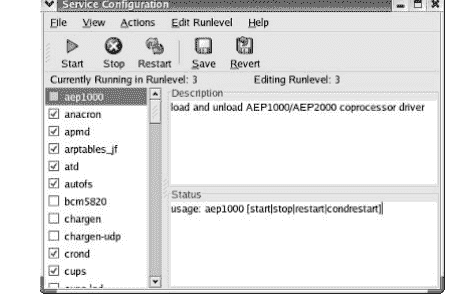 Service Configuration
File View Actions Edit Runlevel Help
Start Stop Restart Save Revert
Currently Running in Runlevel: 3 Editing Runlevel: 3
aep1000
anacron
apmd
arptables_jf
atd
autofs
bcm5820
chargen
chargen-udp
crond
cups
Description
load and unload AEP1000/AEP2000 coprocessor driver
Status
usage: aep1000 [start|stop|restart|condrestart]